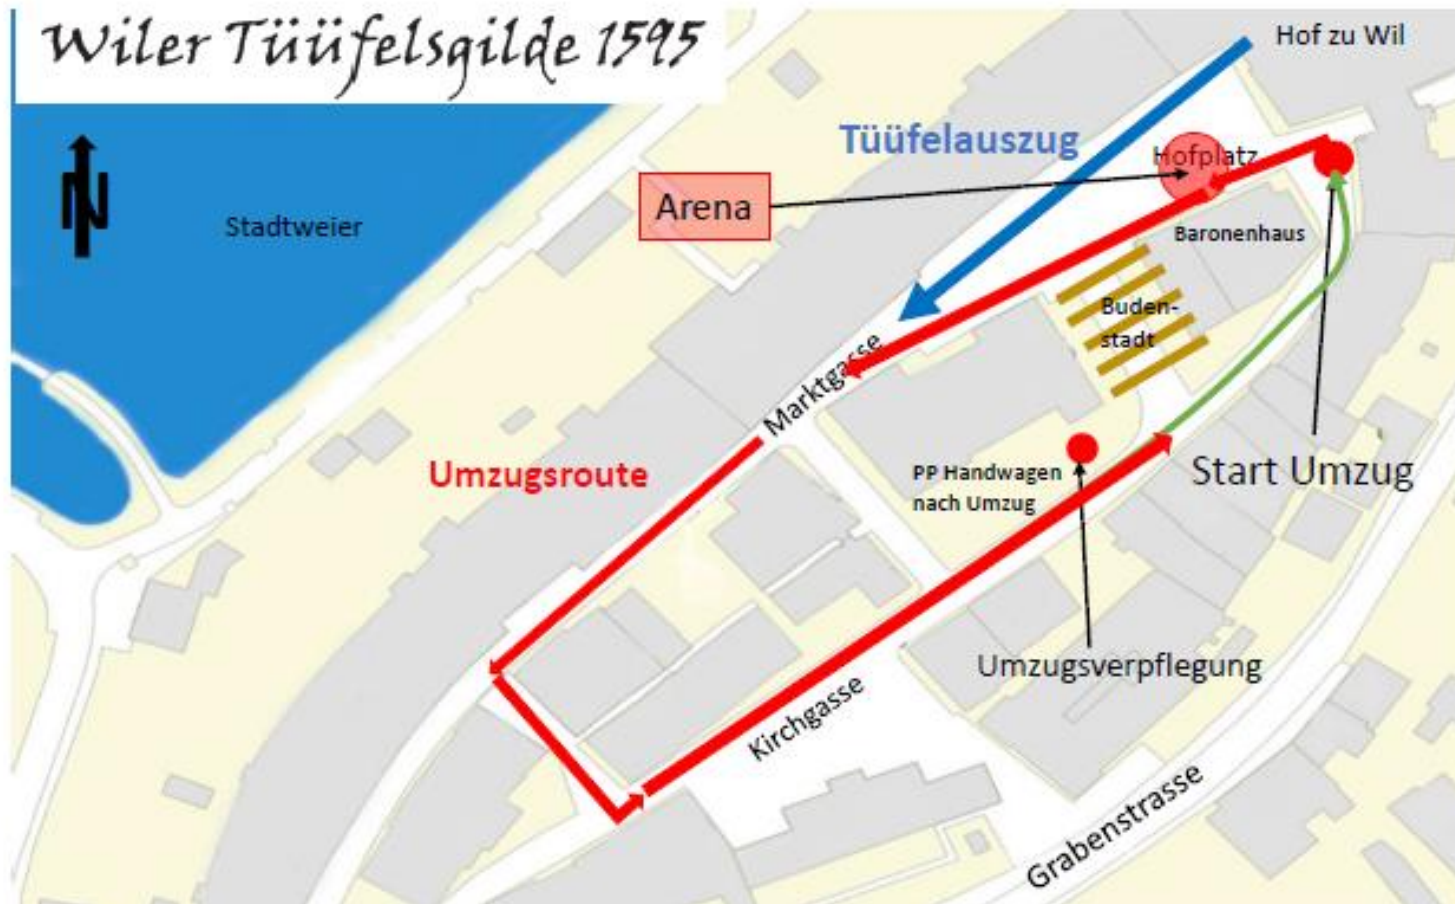 Wiler Tüüfelsgilde 1595
Hof zu Wil
Tüüfelauszug
Hofplatz
N
Arena
Stadtweier
Baronenhaus
Buden-
stadt
Marktgasse
Umzugsroute
PP Handwagen
nach Umzug
Start Umzug
Umzugsverpflegung
Kirchgasse
Grabenstrasse